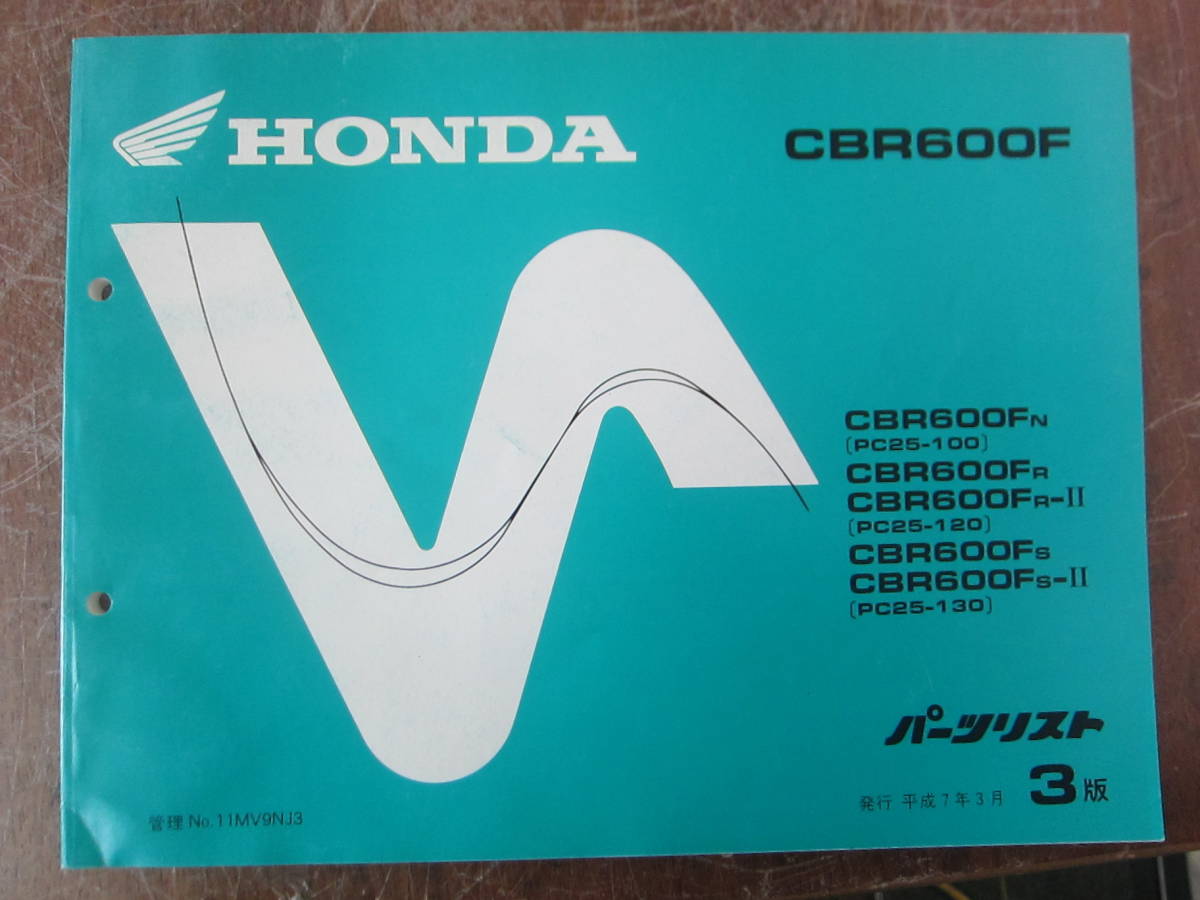 HONDA
CBR600F
CBR600FN
(PC25-100)
CBR600FR
CBR600FR-II
(PC25-120)
CBR600FS
CBR600FS-II
(PC25-130)
パーツリスト
発行 平成7年3月 3版
管理 No.11MV9NJ3